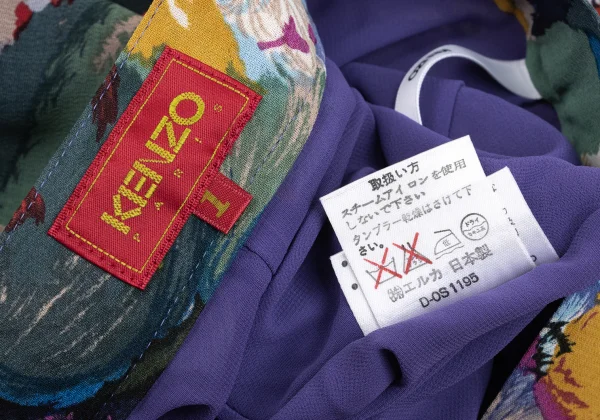 KENZO
PARIS
I
取扱い方
スチームアイロンを使用
しないで下さい
タンブラー乾燥はさけて下
さい。
ドライ
㈱エルカ 日本製
D-OS1195